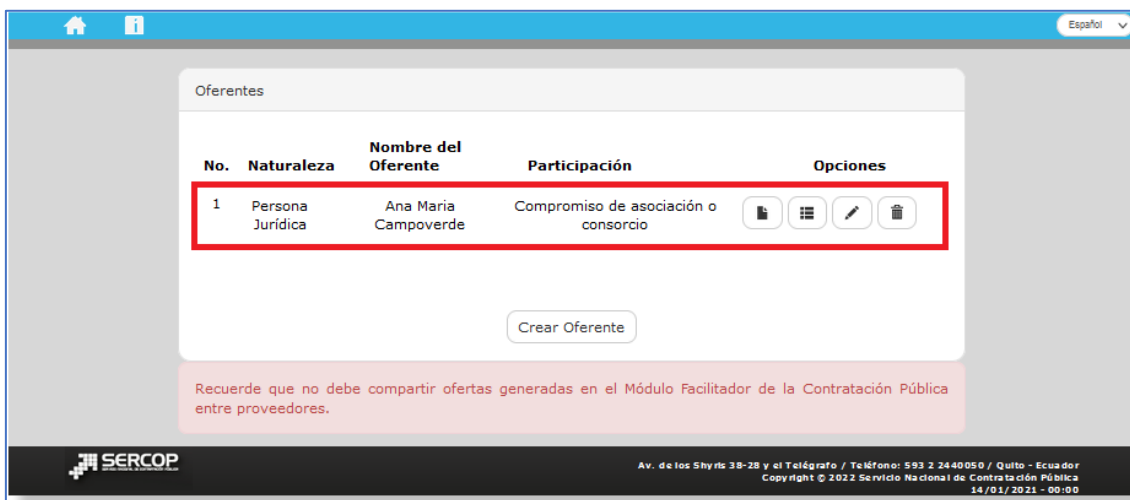 Español
Oferentes
No. Naturaleza Nombre del Oferente Participación Opciones
1 Persona Jurídica Ana Maria Campoverde Compromiso de asociación o consorcio
Crear Oferente
Recuerde que no debe compartir ofertas generadas en el Módulo Facilitador de la Contratación Pública
entre proveedores.
SERCOP
Av. de los Shyris 38-28 y el Telégrafo / Teléfono: 593 2 2440050 / Quito - Ecuador
Copyright © 2022 Servicio Nacional de Contratación Pública
14/01/2021 - 00:00